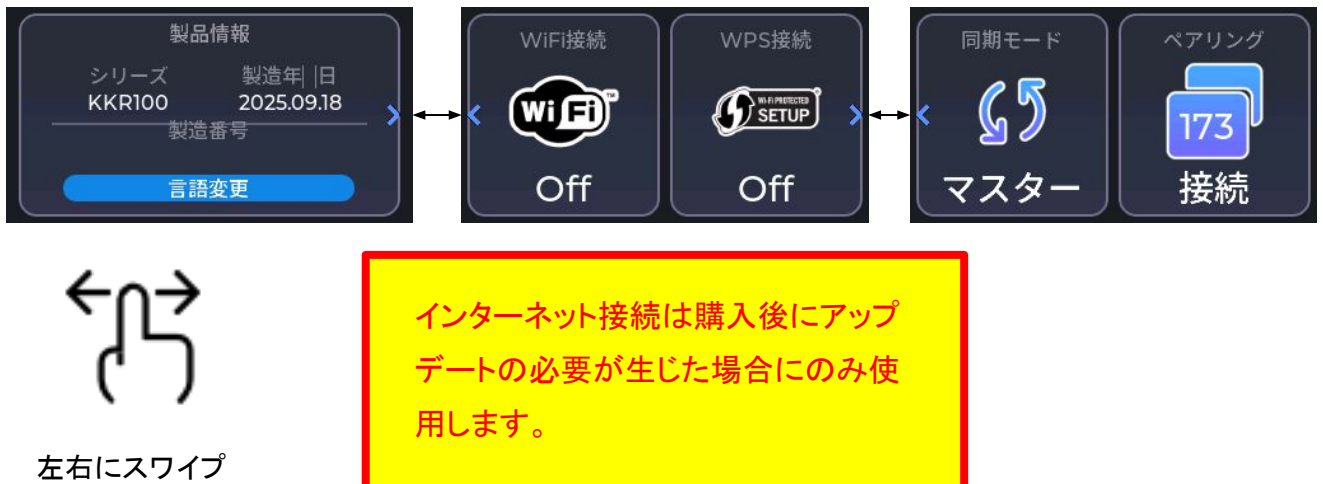 製品情報
シリーズ 製造年||日
KKR100 2025.09.18
製造番号
言語変更
WiFi接続 WPS接続
WiFi TM
WI-FI PROTECTED
SETUP
Off Off
同期モード ペアリング
173
マスター 接続
左右にスワイプ
インターネット接続は購入後にアップ
デートの必要が生じた場合にのみ使
用します。